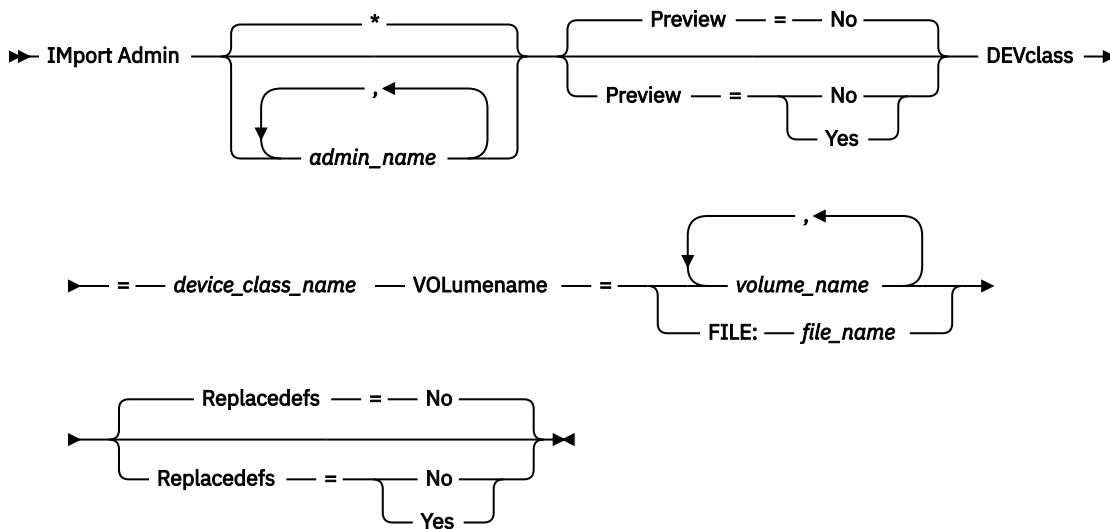 *
Preview = No
IMport Admin
DEVclass
,
Preview = No
Yes
admin_name
,
= device_class_name VOLumename = volume_name
FILE: file_name
Replacedefs = No
Replacedefs = No
Yes